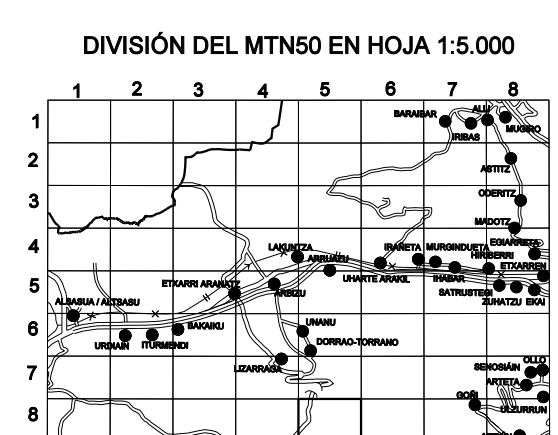 DIVISIÓN DEL MTN50 EN HOJA 1:5.000
1 2 3 4 5 6 7 8
1
BARAIBAR
ALLI
IRIBAS
MUGIRO
2
ASTITZ
3
ODERITZ
MADOTZ
4
LAKUNTZA
IRAÑETA
MURGINDUETA
EGIARRETA
HIRIBERRI
ARRUAZU
ETXARREN
5
ETXARRI ARANATZ
UHARTE ARAKIL
IHABAR
ARBIZU
SATRUSTEGI
ZUHATZU
EKAI
ALSASUA / ALTSASU
6
BAKAIKU
UNANU
URDIAIN
ITURMENDI
DORRAO-TORRANO
OLLO
7
LIZARRAGA
SENOSIÁIN
ARTETA
GOÑI
ULZURRUN
8